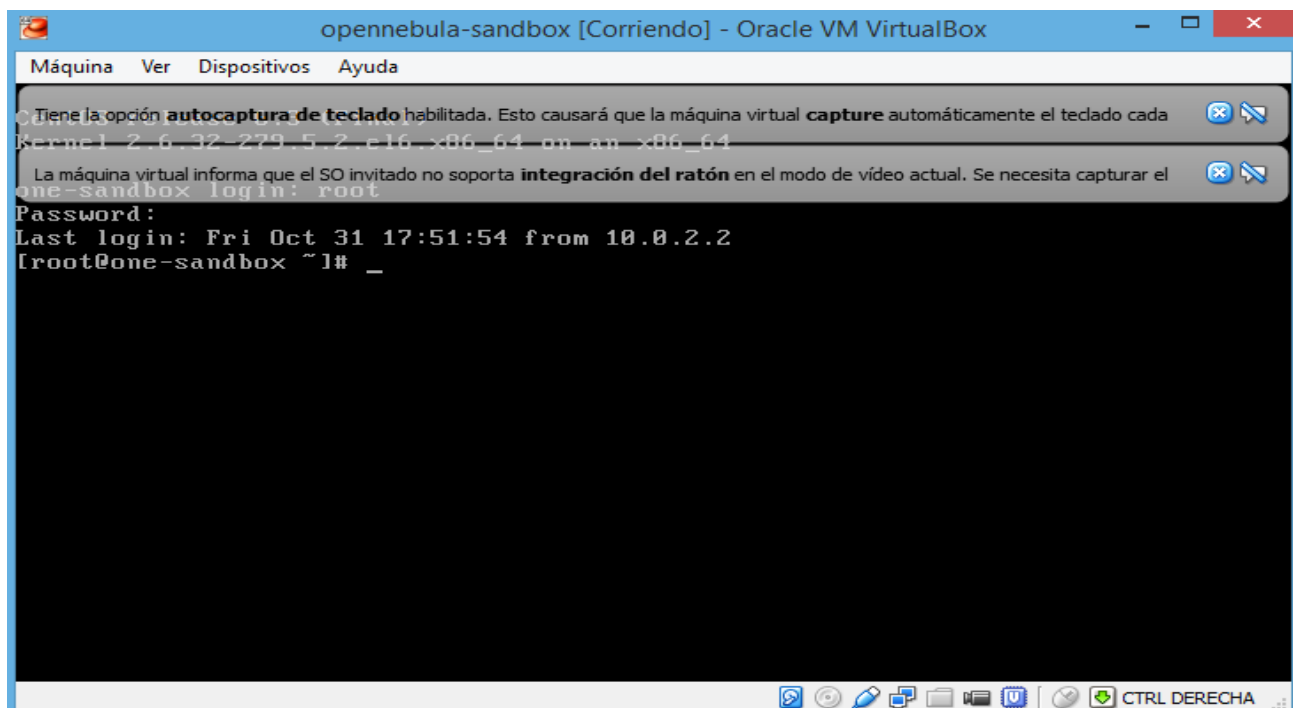 opennebula-sandbox [Corriendo] - Oracle VM VirtualBox
Máquina Ver Dispositivos Ayuda
Tiene la opción autocaptura de teclado habilitada. Esto causará que la máquina virtual capture automáticamente el teclado cada
Kernel 2.6.32-279.5.2.el6.x86_64 on an x86_64
La máquina virtual informa que el SO invitado no soporta integración del ratón en el modo de vídeo actual. Se necesita capturar el
one-sandbox login: root
Password:
Last login: Fri Oct 31 17:51:54 from 10.0.2.2
[root@one-sandbox ~]# _
CTRL DERECHA